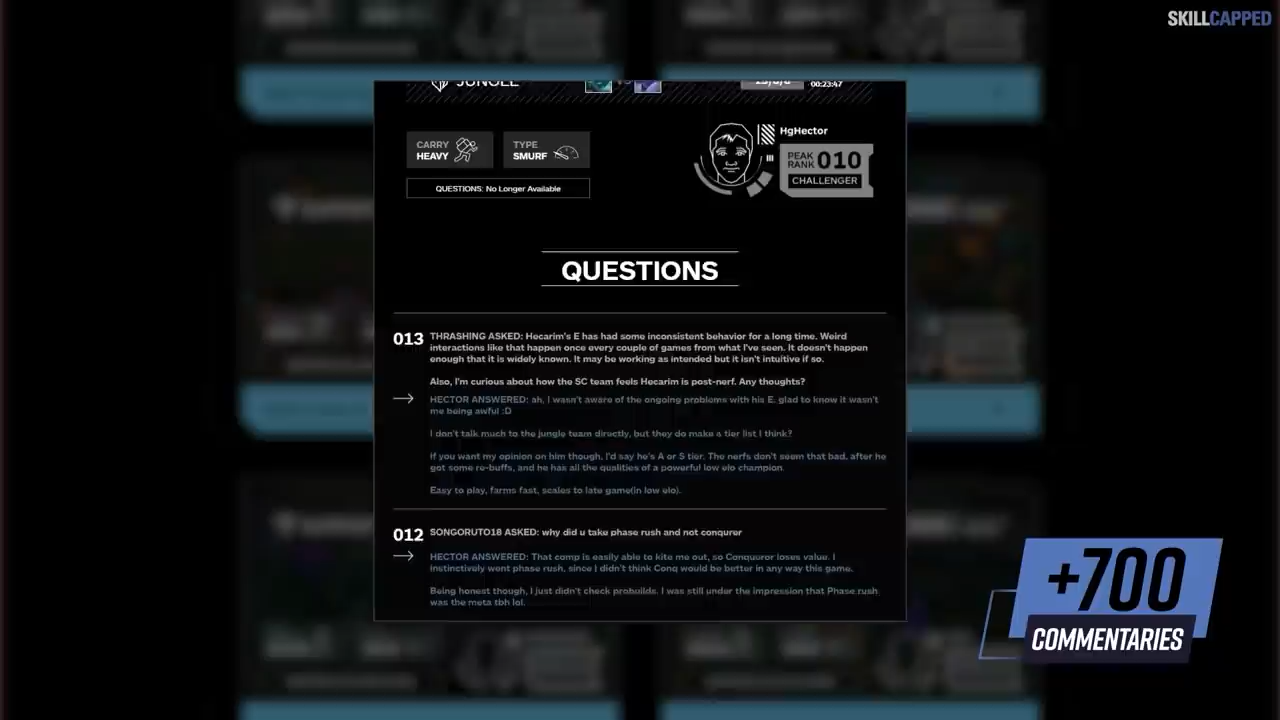 SKILLCAPPED
JUNGLE
00:23:47
CARRY
HEAVY
TYPE
SMURF
QUESTIONS: No Longer Available
HgHector
PEAK
RANK 010
CHALLENGER
QUESTIONS
013 THRASHING ASKED: Hecarim's E has had some inconsistent behavior for a long time. Weird
interactions like that happen once every couple of games from what I've seen. It doesn't happen
enough that it is widely known. It may be working as intended but it isn't intuitive if so.
Also, I'm curious about how the SC team feels Hecarim is post-nerf. Any thoughts?
HECTOR ANSWERED: ah, I wasn't aware of the ongoing problems with his E. glad to know it wasn't
me being awful :D
I don't talk much to the jungle team directly, but they do make a tier list I think?
If you want my opinion on him though, I'd say he's A or S tier. The nerfs don't seem that bad, after he
got some re-buffs, and he has all the qualities of a powerful low elo champion.
Easy to play, farms fast, scales to late game(in low elo).
012 SONGORUTO18 ASKED: why did u take phase rush and not conqurer
HECTOR ANSWERED: That comp is easily able to kite me out, so Conqueror loses value. I
instinctively went phase rush, since I didn't think Conq would be better in any way this game.
Being honest though, I just didn't check probuilds. I was still under the impression that Phase rush
was the meta tbh lol.
+700
COMMENTARIES